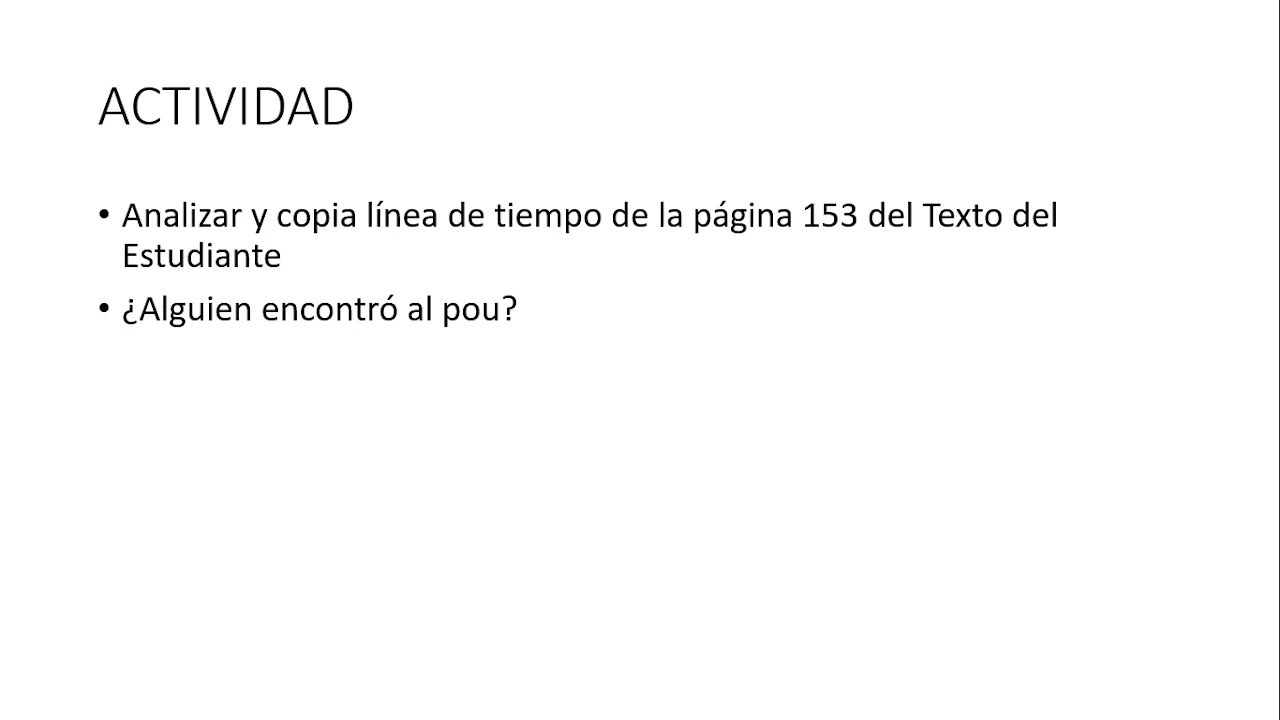 ACTIVIDAD
• Analizar y copia línea de tiempo de la página 153 del Texto del
Estudiante
• ¿Alguien encontró al pou?